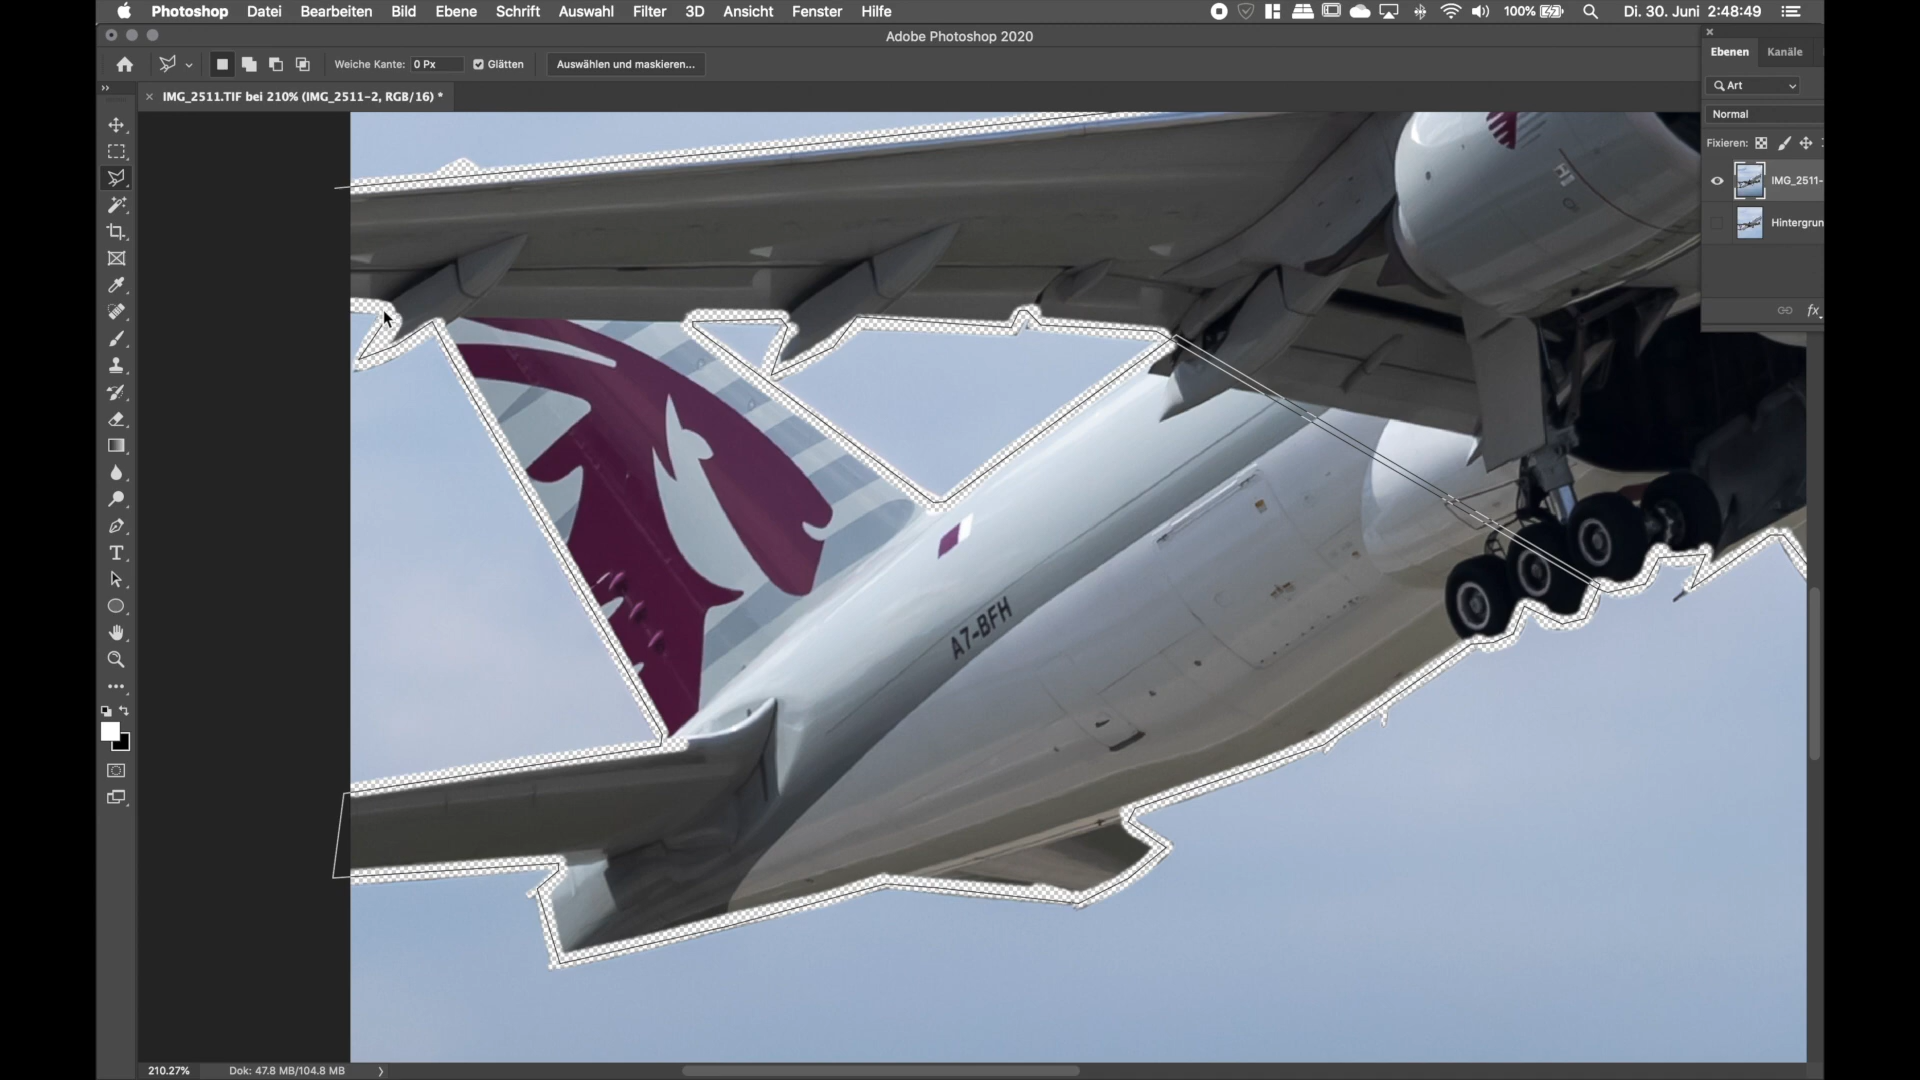 Photoshop Datei Bearbeiten Bild Ebene Schrift Auswahl Filter 3D Ansicht Fenster Hilfe 100% Di. 30. Juni 2:48:49
Adobe Photoshop 2020
Weiche Kante: 0 Px Glätten Auswählen und maskieren...
IMG_2511.TIF bei 210% (IMG_2511-2, RGB/16) *
Ebenen Kanäle
Art
Normal
Fixieren:
IMG_2511-
Hintergrun
fx
A7-BFH
210.27% Dok: 47.8 MB/104.8 MB